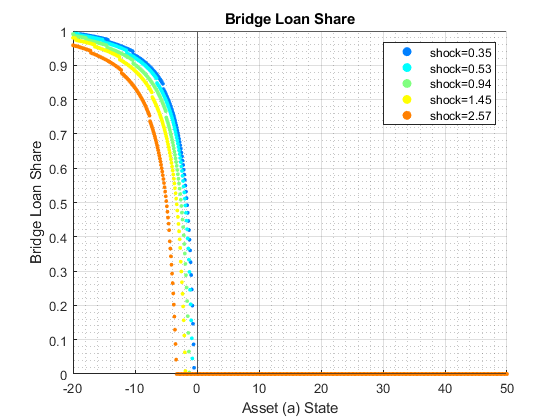 Bridge Loan Share
shock=0.35
shock=0.53
shock=0.94
shock=1.45
shock=2.57
Bridge Loan Share
1
0.9
0.8
0.7
0.6
0.5
0.4
0.3
0.2
0.1
0
-20 -10 0 10 20 30 40 50
Asset (a) State